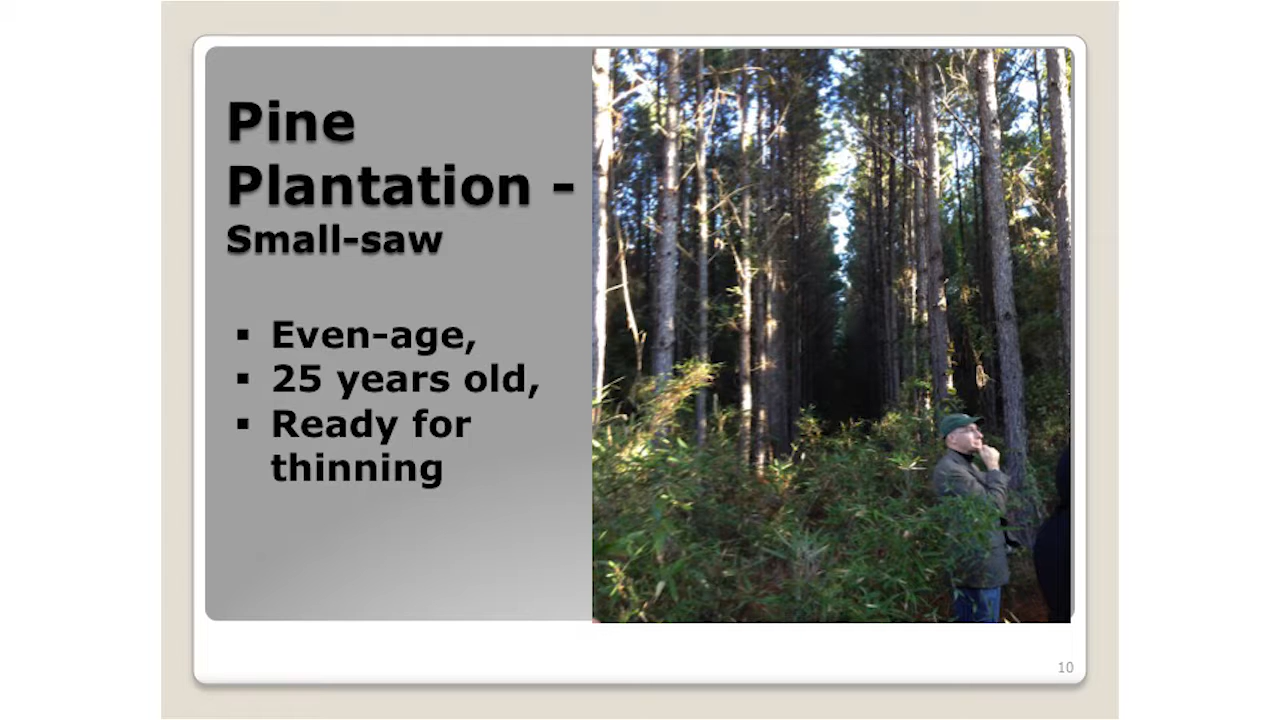 Pine
Plantation -
Small-saw
▪ Even-age,
▪ 25 years old,
▪ Ready for
thinning
10